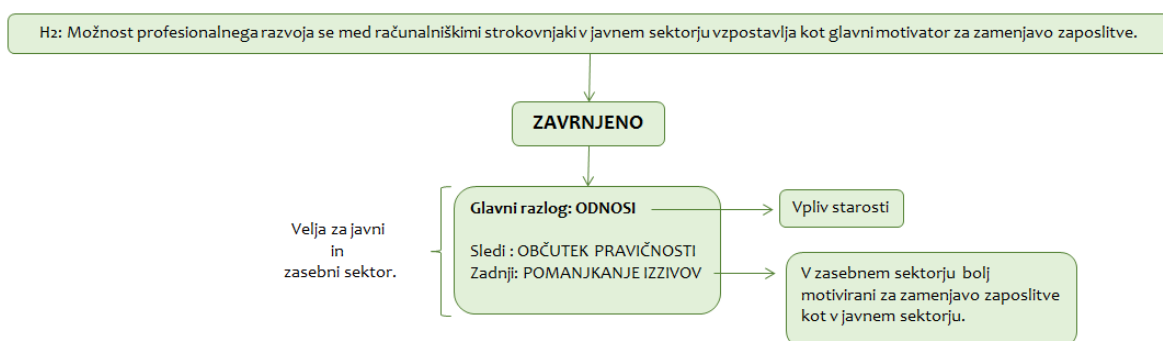 H2: Možnost profesionalnega razvoja se med računalniškimi strokovnjaki v javnem sektorju vzpostavlja kot glavni motivator za zamenjavo zaposlitve.
ZAVRNJENO
Velja za javni
in
zasebni sektor.
Glavni razlog: ODNOSI
Sledi : OBČUTEK PRAVIČNOSTI
Zadnji: POMANJKANJE IZZIVOV
Vpliv starosti
V zasebnem sektorju bolj
motivirani za zamenjavo zaposlitve
kot v javnem sektorju.